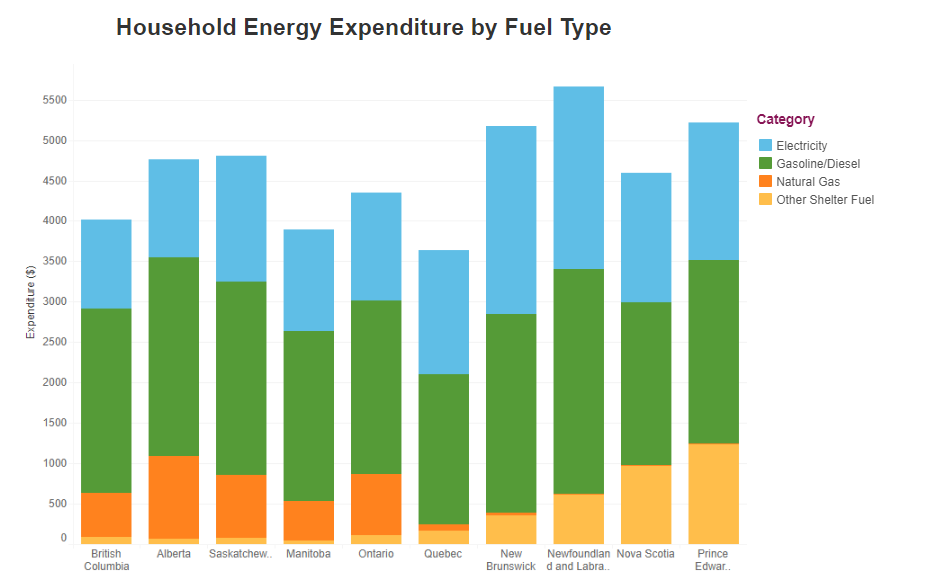 Household Energy Expenditure by Fuel Type
Category
Electricity
Gasoline/Diesel
Natural Gas
Other Shelter Fuel
Expenditure ($)
5500
5000
4500
4000
3500
3000
2500
2000
1500
1000
500
0
British
Columbia
Alberta
Saskatchew..
Manitoba
Ontario
Quebec
New
Brunswick
Newfoundlan
d and Labra..
Nova Scotia
Prince
Edwar..